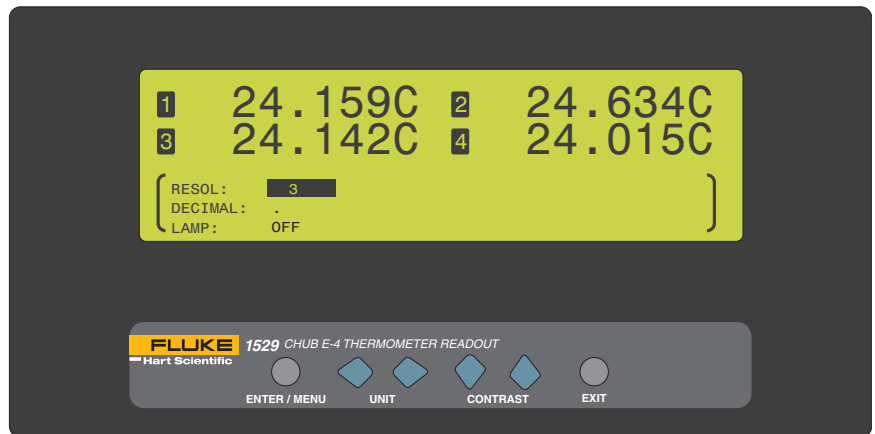 1 24.159C 2 24.634C
3 24.142C 4 24.015C
RESOL: 3
DECIMAL: .
LAMP: OFF
FLUKE 1529 CHUB E-4 THERMOMETER READOUT
Hart Scientific
ENTER / MENU UNIT CONTRAST EXIT